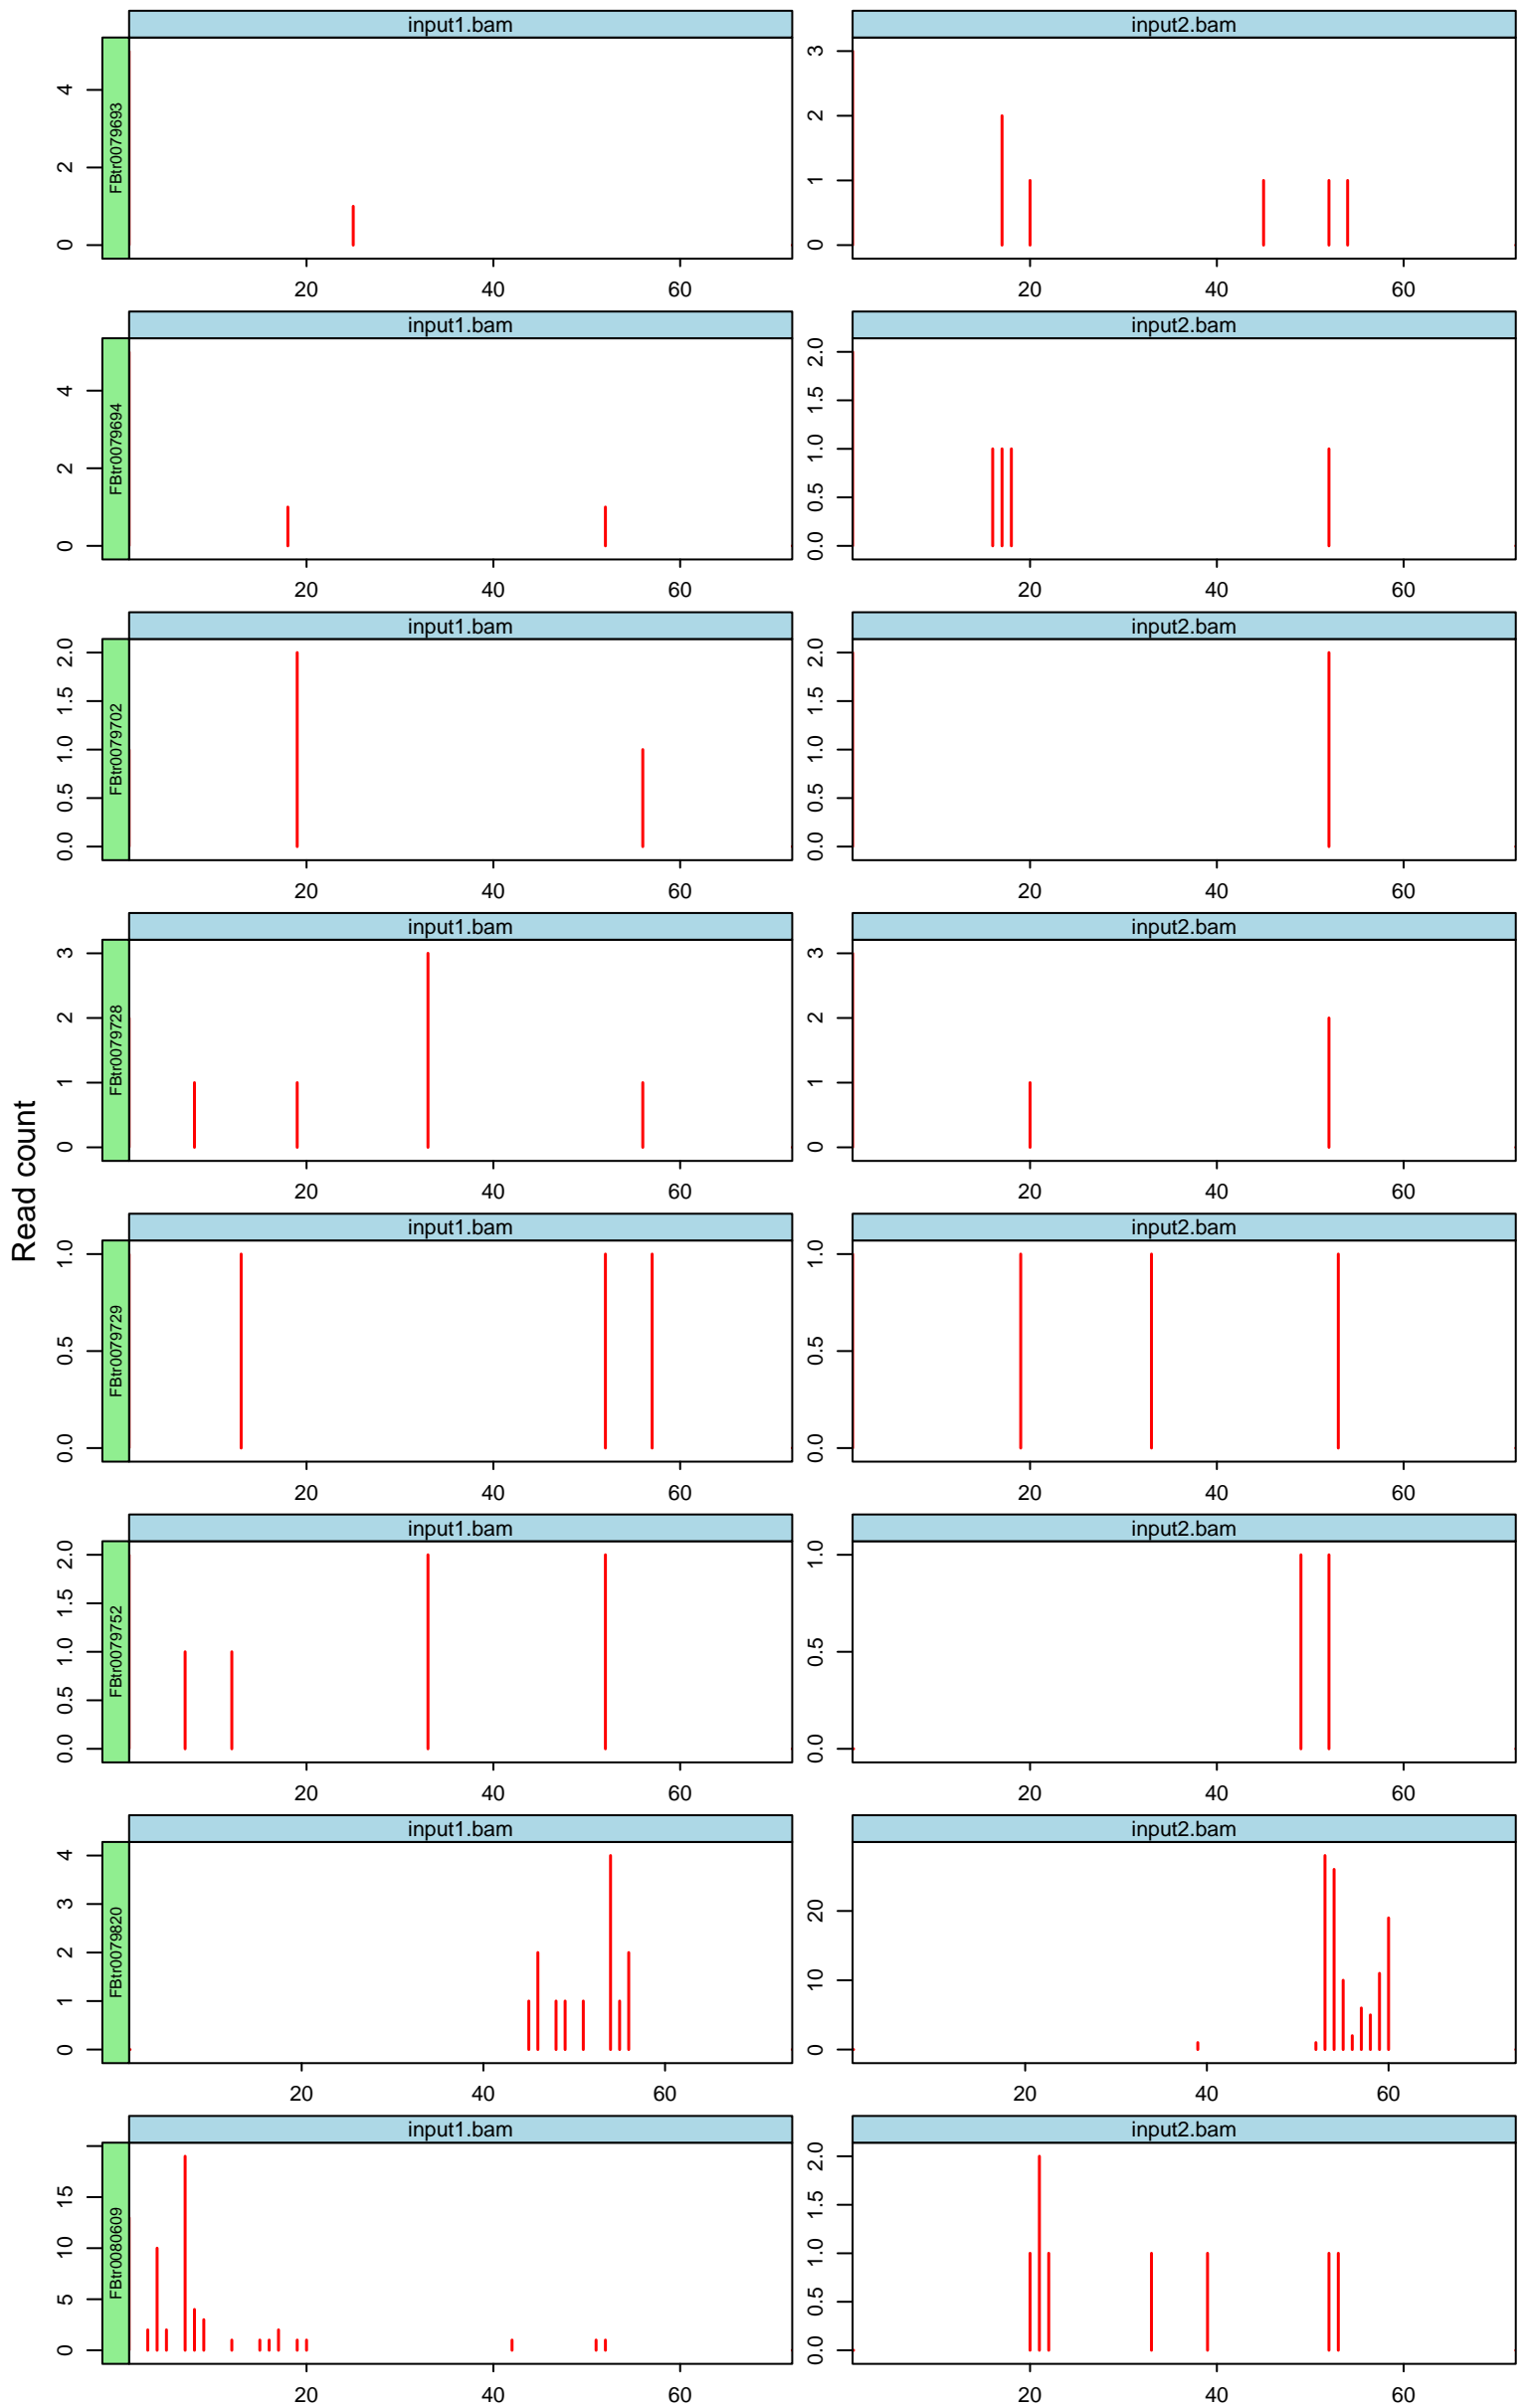 Read count
input1.bam input2.bam
FBtr0079693
0 2 4
0 1 2 3
20 40 60 20 40 60
input1.bam input2.bam
FBtr0079694
0 2 4
0.0 0.5 1.0 1.5 2.0
20 40 60 20 40 60
input1.bam input2.bam
FBtr0079702
0.0 0.5 1.0 1.5 2.0
0.0 0.5 1.0 1.5 2.0
20 40 60 20 40 60
input1.bam input2.bam
FBtr0079728
0 1 2 3
0 1 2 3
20 40 60 20 40 60
input1.bam input2.bam
FBtr0079729
0.0 0.5 1.0
0.0 0.5 1.0
20 40 60 20 40 60
input1.bam input2.bam
FBtr0079752
0.0 0.5 1.0 1.5 2.0
0.0 0.5 1.0
20 40 60 20 40 60
input1.bam input2.bam
FBtr0079820
0 1 2 3 4
0 10 20
20 40 60 20 40 60
input1.bam input2.bam
FBtr0080609
0 5 10 15
0.0 0.5 1.0 1.5 2.0
20 40 60 20 40 60